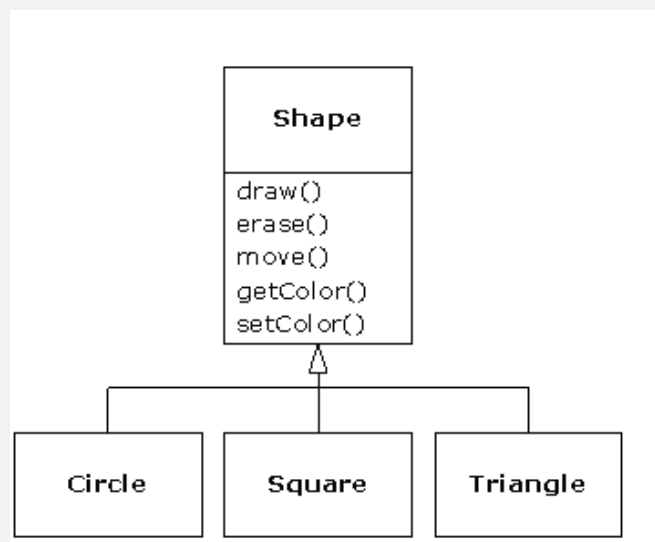 Shape
draw()
erase()
move()
getColor()
setColor()
Circle
Square
Triangle